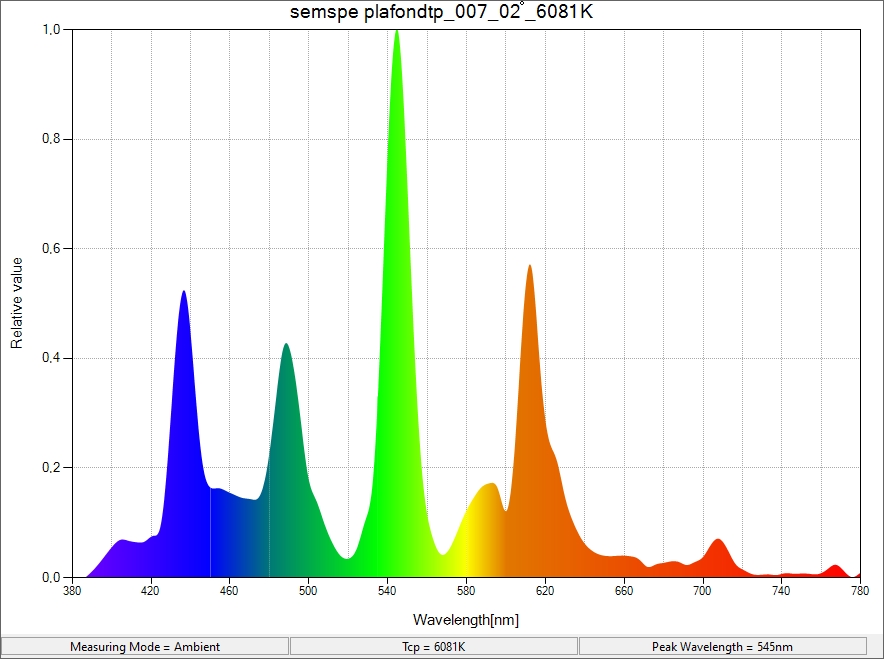 semspe plafondtp_007_02°_6081K
1,0
0,8
0,6
0,4
0,2
0,0
Relative value
380 420 460 500 540 580 620 660 700 740 780
Wavelength[nm]
Measuring Mode = Ambient Tcp = 6081K Peak Wavelength = 545nm